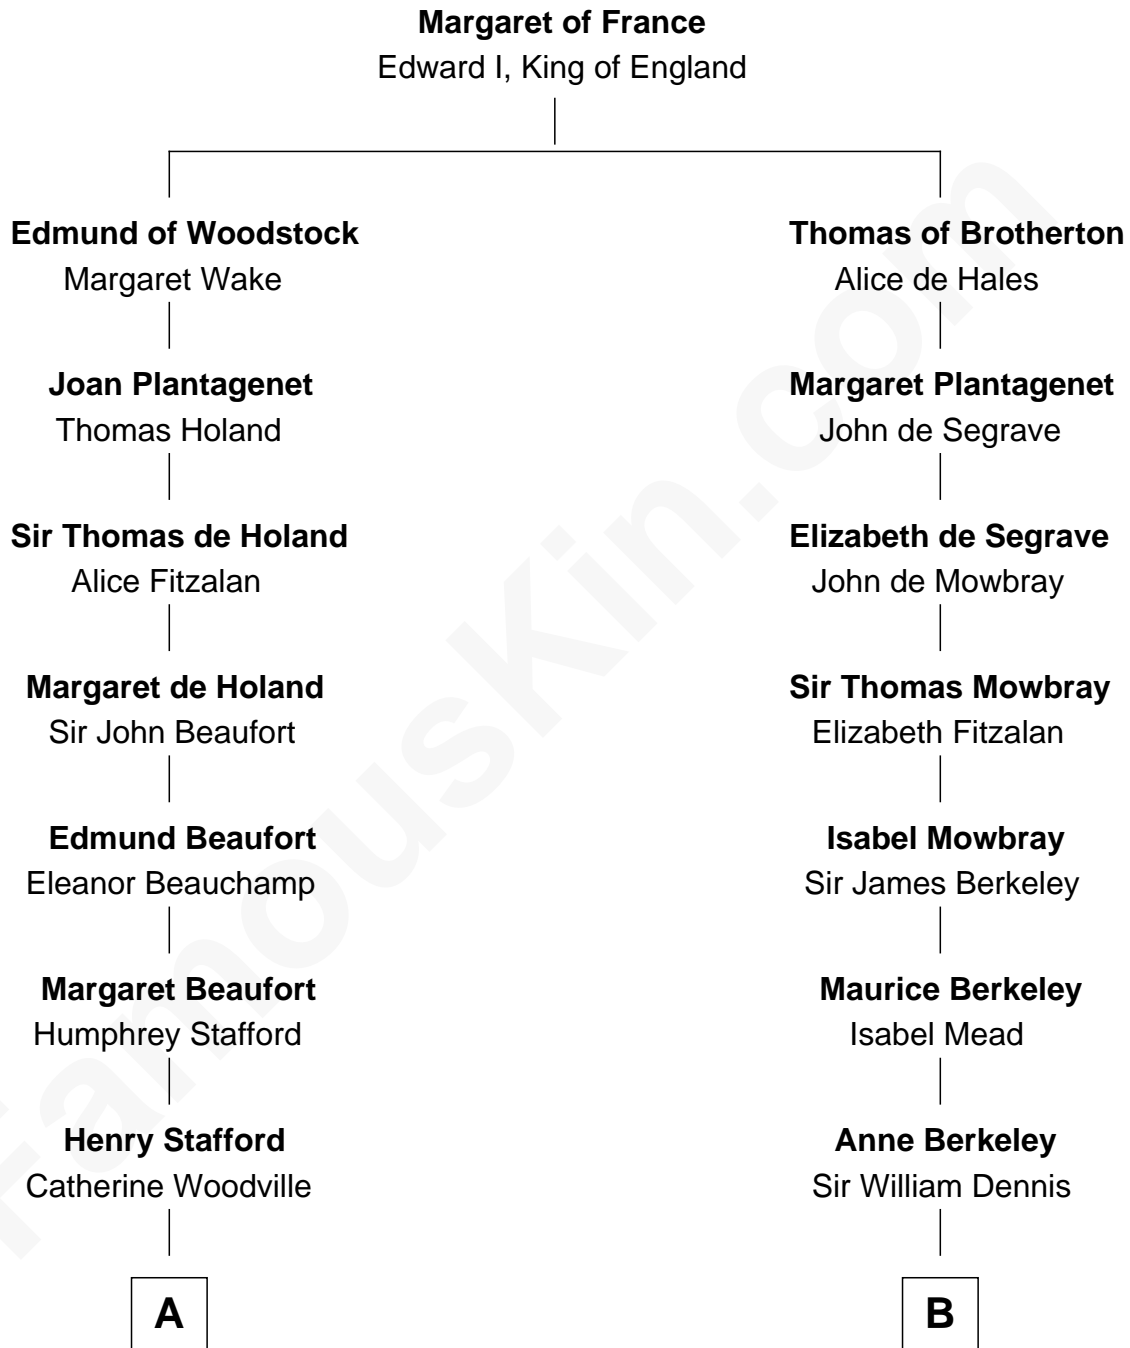 Margaret of France
Edward I, King of England
Edmund of Woodstock
Margaret Wake
Thomas of Brotherton
Alice de Hales
Joan Plantagenet
Thomas Holand
Margaret Plantagenet
John de Segrave
Sir Thomas de Holand
Alice Fitzalan
Elizabeth de Segrave
John de Mowbray
Margaret de Holand
Sir John Beaufort
Sir Thomas Mowbray
Elizabeth Fitzalan
Edmund Beaufort
Eleanor Beauchamp
Isabel Mowbray
Sir James Berkeley
Margaret Beaufort
Humphrey Stafford
Maurice Berkeley
Isabel Mead
Henry Stafford
Catherine Woodville
Anne Berkeley
Sir William Dennis
A
B
FamousKin.com